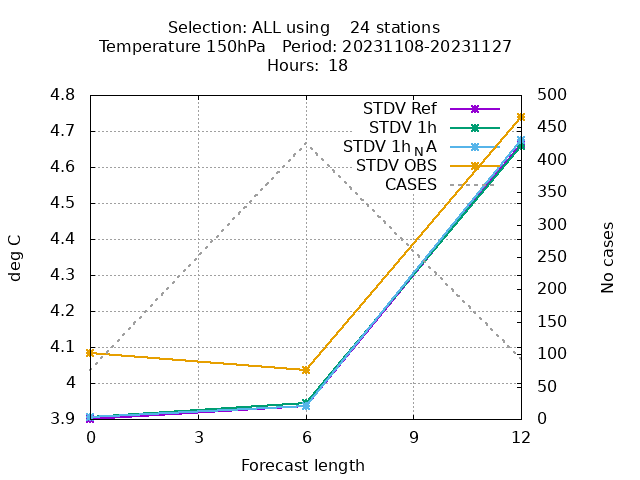 Selection: ALL using    24 stations
Temperature 150hPa   Period: 20231108-20231127
Hours:  18
4.8
4.7
4.6
4.5
4.4
4.3
4.2
4.1
4
3.9
500
450
400
350
300
250
200
150
100
50
0
0
3
6
9
12
deg C
No cases
Forecast length
STDV Ref
STDV 1h
STDV 1h_NA
STDV OBS
CASES